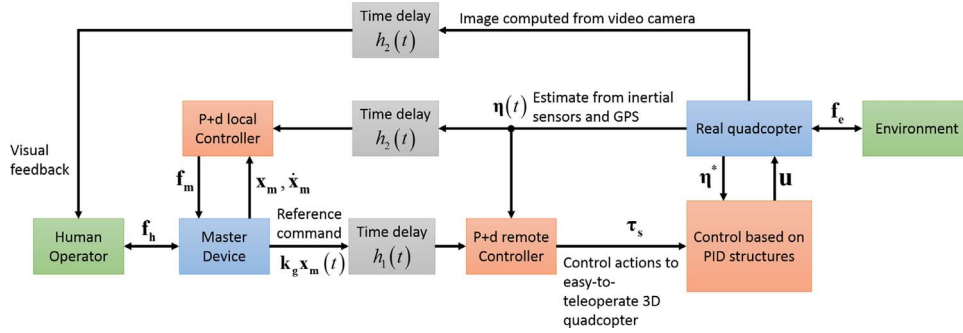 Time delay
h₂(t)
Image computed from video camera
P+d local
Controller
Time delay
h₂(t)
η(t)
Estimate from inertial
sensors and GPS
Real quadcopter
fₑ
Environment
Visual
feedback
fₘ
xₘ , ẋₘ
η*
u
Human
Operator
fₕ
Master
Device
Reference
command
k_g xₘ(t)
Time delay
h₁(t)
P+d remote
Controller
τₛ
Control actions to
easy-to-
teleoperate 3D
quadcopter
Control based on
PID structures